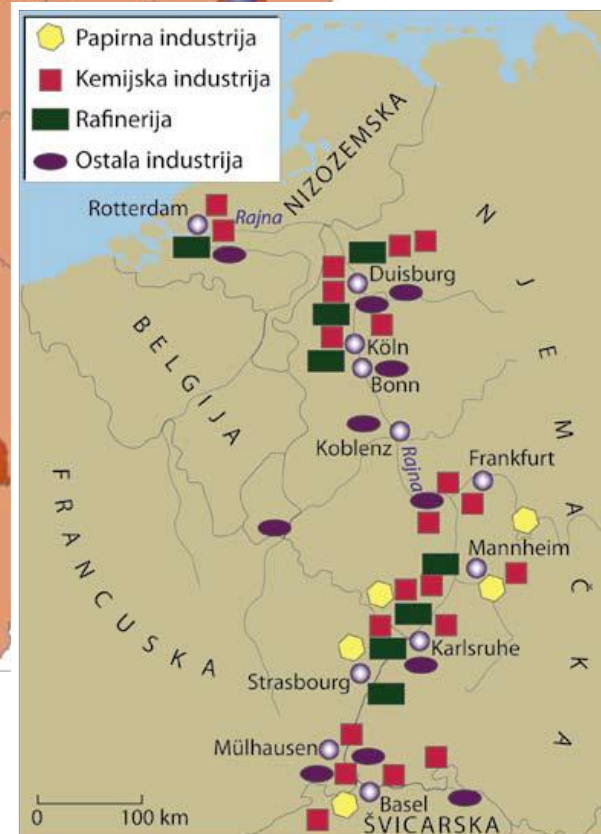 Papirna industrija
Kemijska industrija
Rafinerija
Ostala industrija
NIZOZEMSKA
Rotterdam
Rajna
NJEMAČKA
Duisburg
BELGIJA
Köln
Bonn
Koblenz
Rajna
Frankfurt
FRANCUSKA
Mannheim
Karlsruhe
Strasbourg
Mülhausen
Basel
ŠVICARSKA
0 100 km